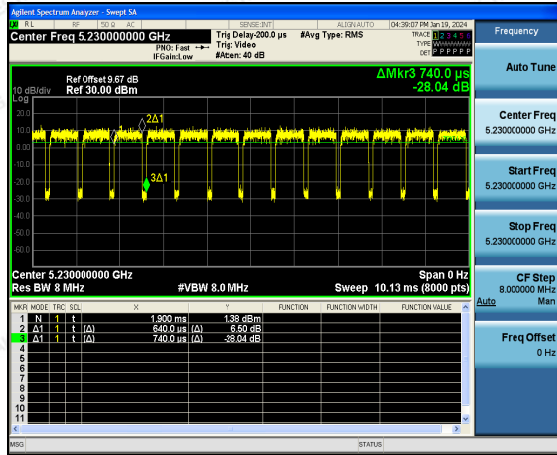 Agilent Spectrum Anayzer - Swept SA
LXI RL RF 50 Ω AC SENSE:INT ALIGNAUTO 04:39:07 PM Jan 19, 2024
Center Freq 5.230000000 GHz
Trig Delay-200.0 µs #Avg Type: RMS
TRACE 1 2 3 4 5 6
PNO: Fast Trig: Video
TYPE
IFGain:Low #Aten: 40 dB
DET P P P P P P
Frequency
Auto Tune
Ref Offset 9.67 dB
ΔMkr3 740.0 µs
10 dB/div Ref 30.00 dBm
-28.04 dB
Log
20.0
10.0
0.00
-10.0
-20.0
-30.0
-40.0
-50.0
-60.0
2Δ1
3Δ1
Center Freq
5.230000000 GHz
Start Freq
5.230000000 GHz
Stop Freq
5.230000000 GHz
CF Step
8.000000 MHz
Auto Man
Freq Offset
0 Hz
Center 5.230000000 GHz Span 0 Hz
Res BW 8 MHz #VBW 8.0 MHz Sweep 10.13 ms (8000 pts)
MKR MODE TRC SCL X Y FUNCTION FUNCTION WIDTH FUNCTION VALUE
1 N 1 t 1.900 ms 1.38 dBm
2 Δ1 1 t (Δ) 640.0 µs (Δ) 6.50 dB
3 Δ1 1 t (Δ) 740.0 µs (Δ) -28.04 dB
4
5
6
7
8
9
10
11
MSG STATUS